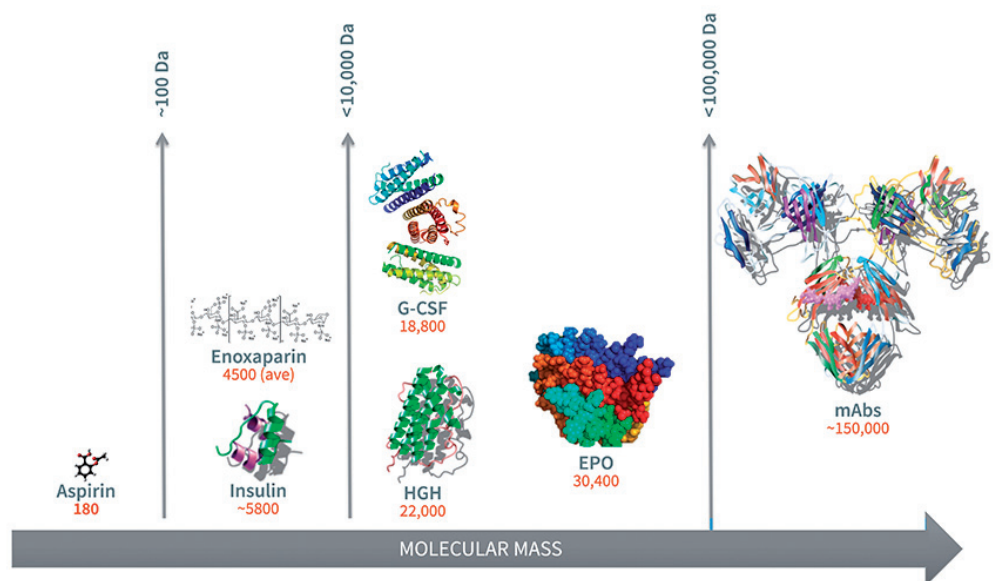 ~100 Da
<10,000 Da
<100,000 Da
G-CSF
18,800
Enoxaparin
4500 (ave)
mAbs
~150,000
EPO
30,400
Aspirin
180
Insulin
~5800
HGH
22,000
MOLECULAR MASS